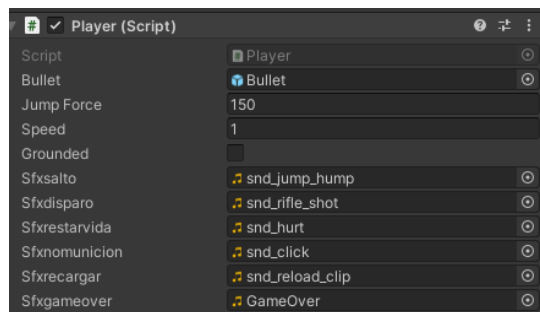 # Player (Script)
Script # Player
Bullet Bullet
Jump Force 150
Speed 1
Grounded
Sfxsalto snd_jump_hump
Sfxdisparo snd_rifle_shot
Sfxrestarvida snd_hurt
Sfxnomunicion snd_click
Sfxrecargar snd_reload_clip
Sfxgameover GameOver